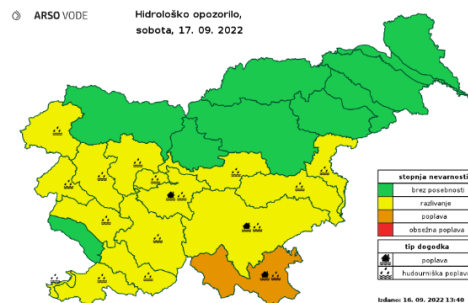 ARSO VODE
Hidrološko opozorilo,
sobota, 17. 09. 2022
stopnja nevarnosti
brez posebnosti
razlivanje
poplava
obsežna poplava
tip dogodka
poplava
hudourniška poplava
Izdano: 16. 09. 2022 13:40